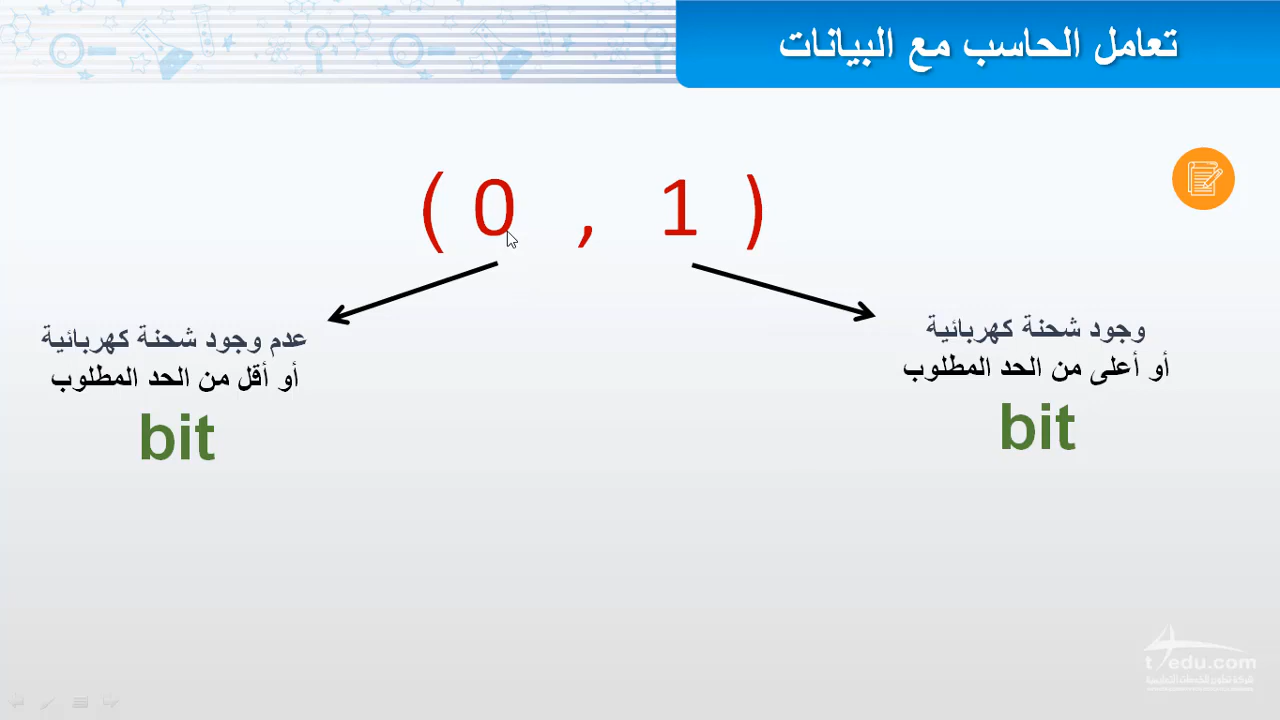 تعامل الحاسب مع البيانات
( 0 , 1 )
وجود شحنة كهربائية
أو أعلى من الحد المطلوب
bit
عدم وجود شحنة كهربائية
أو أقل من الحد المطلوب
bit
t4edu.com